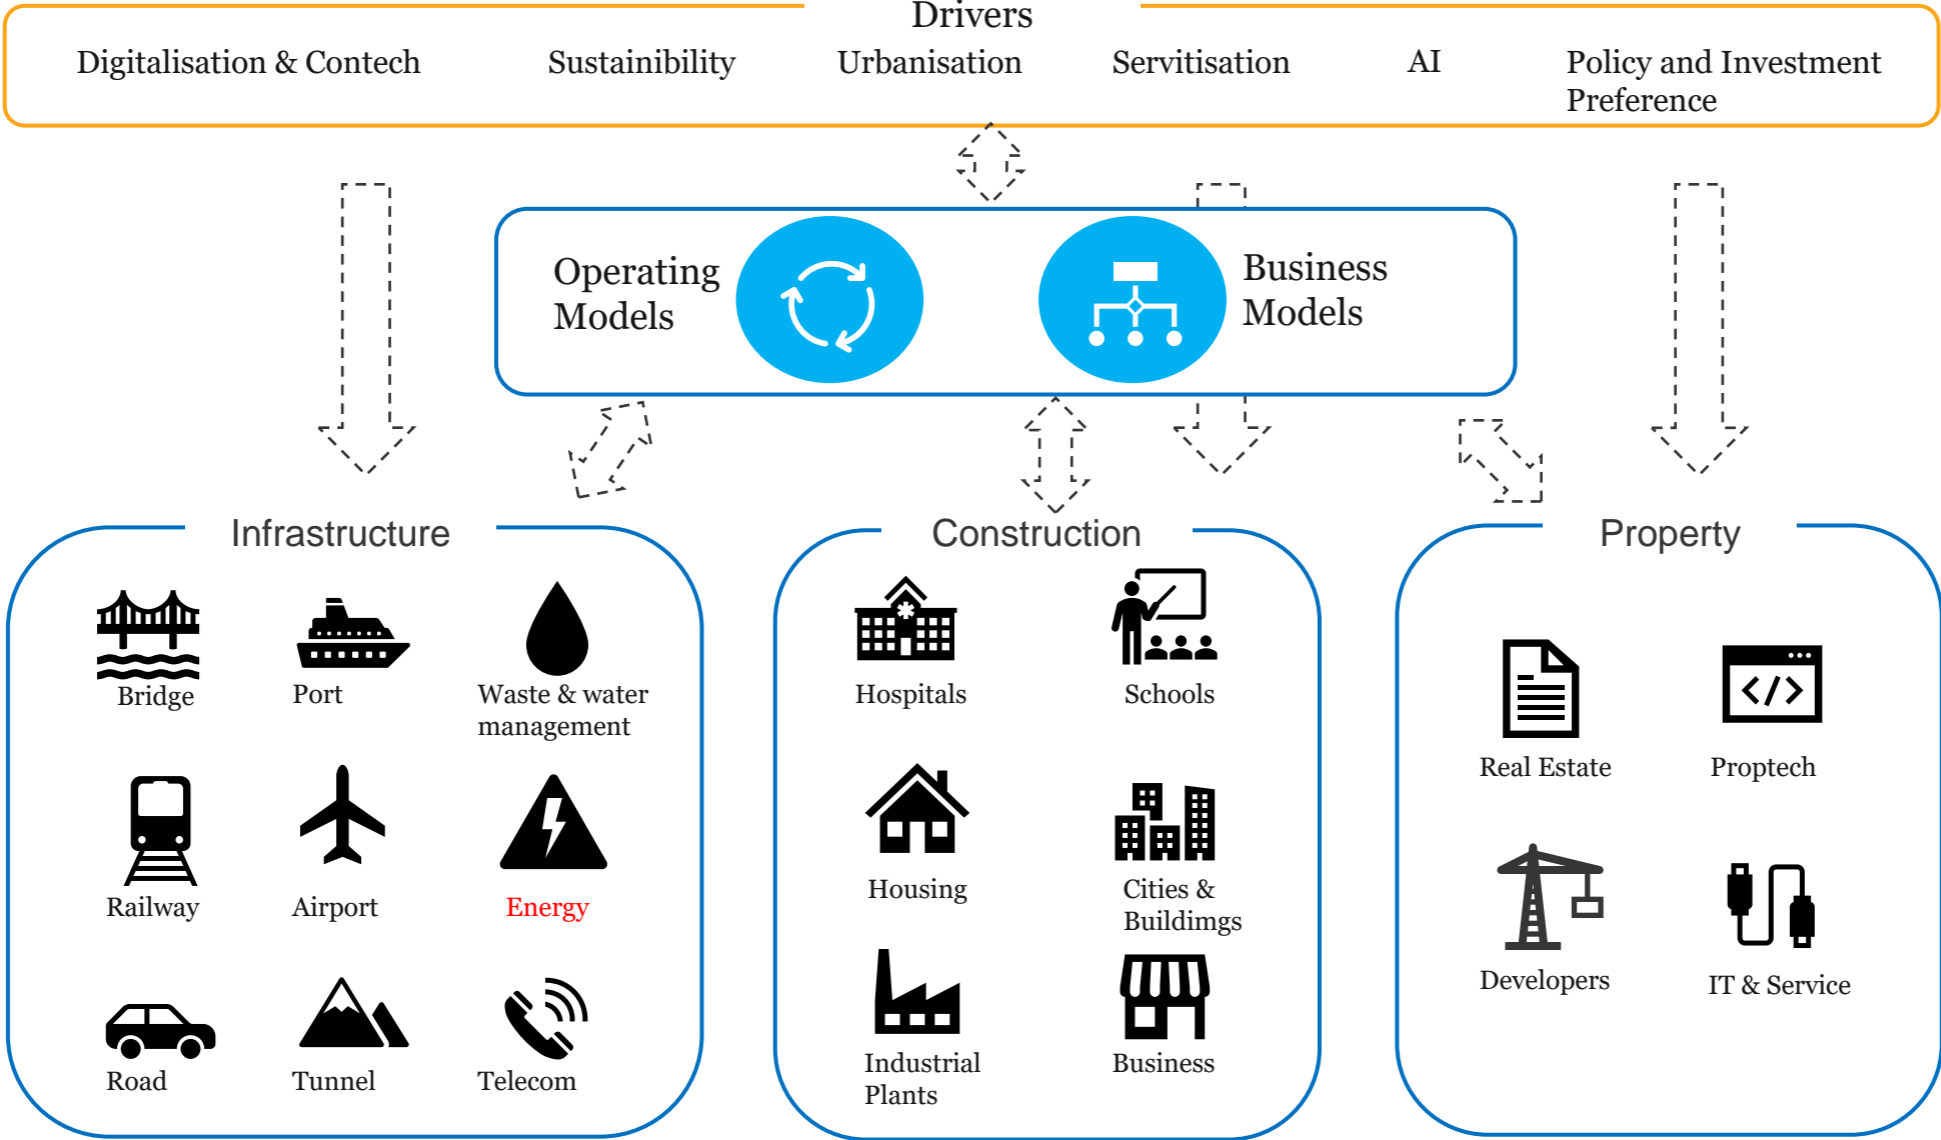 Drivers
Digitalisation & Contech
Sustainibility
Urbanisation
Servitisation
AI
Policy and Investment
Preference
Operating
Models
Business
Models
Infrastructure
Bridge
Port
Waste & water
management
Railway
Airport
Energy
Road
Tunnel
Telecom
Construction
Hospitals
Schools
Housing
Cities &
Buildings
Industrial
Plants
Business
Property
Real Estate
Proptech
Developers
IT & Service